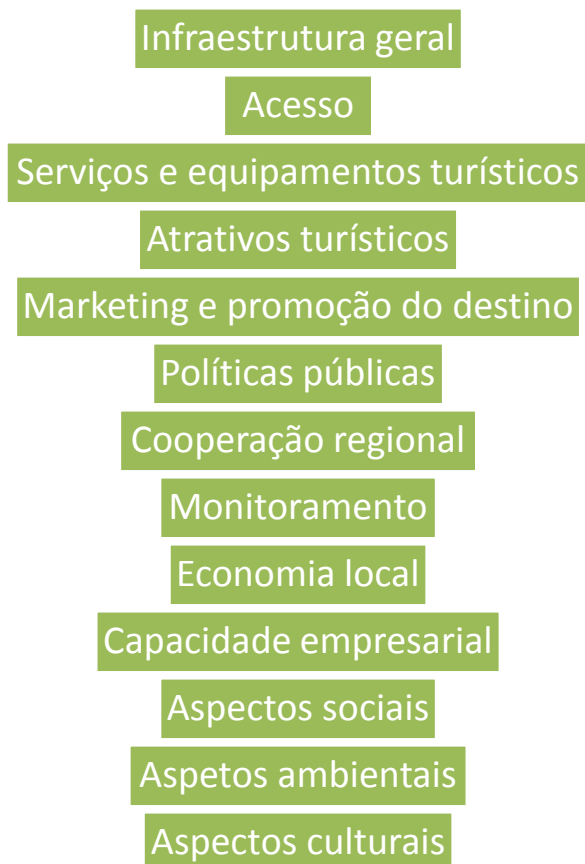 Infraestrutura geral
Acesso
Serviços e equipamentos turísticos
Atrativos turísticos
Marketing e promoção do destino
Políticas públicas
Cooperação regional
Monitoramento
Economia local
Capacidade empresarial
Aspectos sociais
Aspetos ambientais
Aspectos culturais